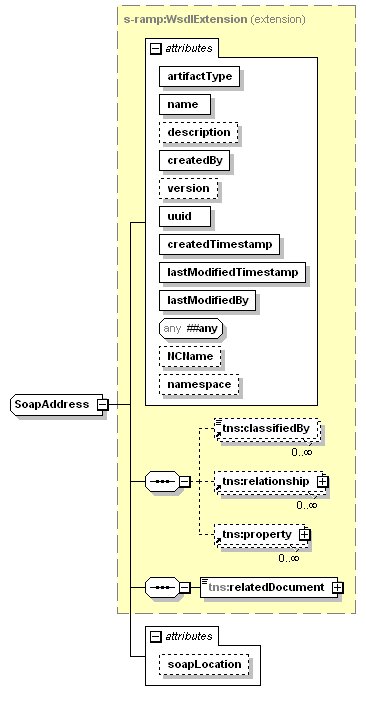 s-ramp:WsdlExtension (extension)
attributes
artifactType
name
description
createdBy
version
uuid
createdTimestamp
lastModifiedTimestamp
lastModifiedBy
any ##any
NCName
namespace
SoapAddress
tns:classifiedBy
0..∞
tns:relationship
0..∞
tns:property
0..∞
tns:relatedDocument
attributes
soapLocation